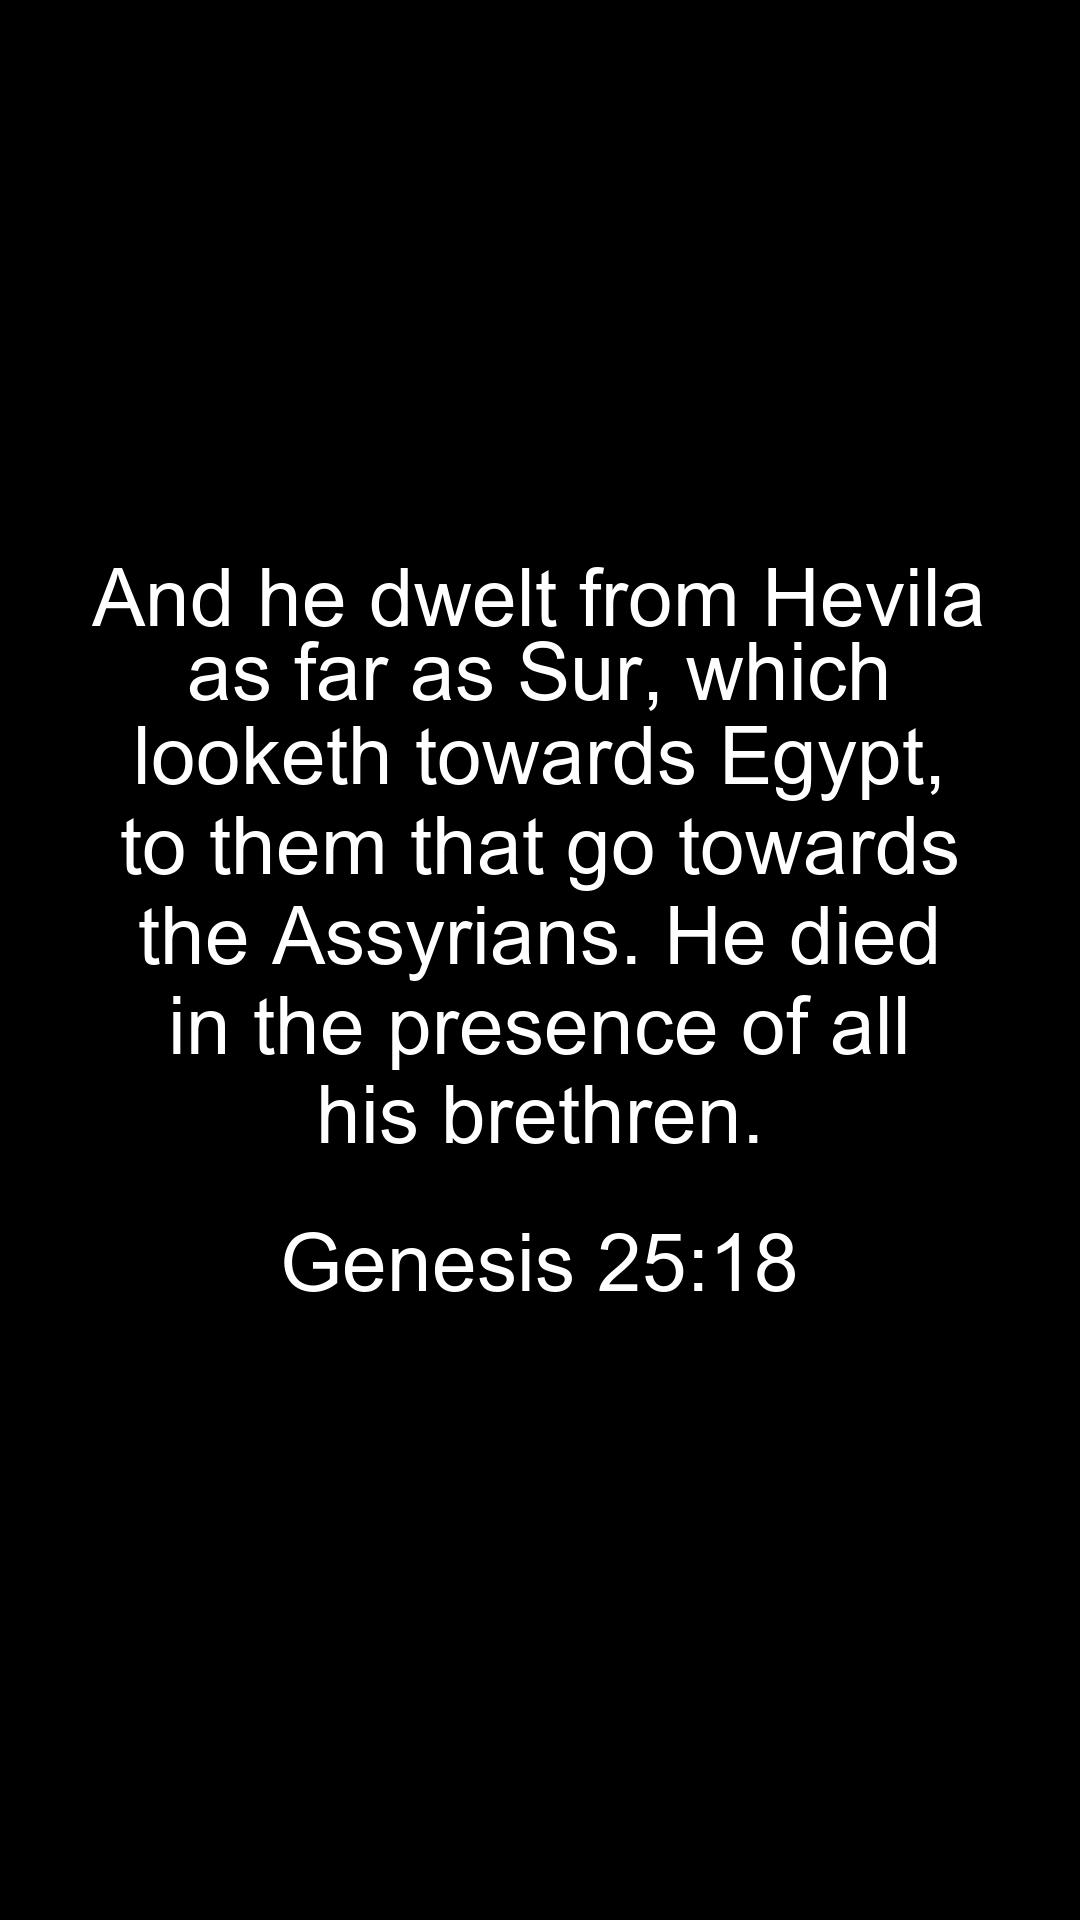 And he dwelt from Hevila
as far as Sur, which
looketh towards Egypt,
to them that go towards
the Assyrians. He died
in the presence of all
his brethren.
Genesis 25:18